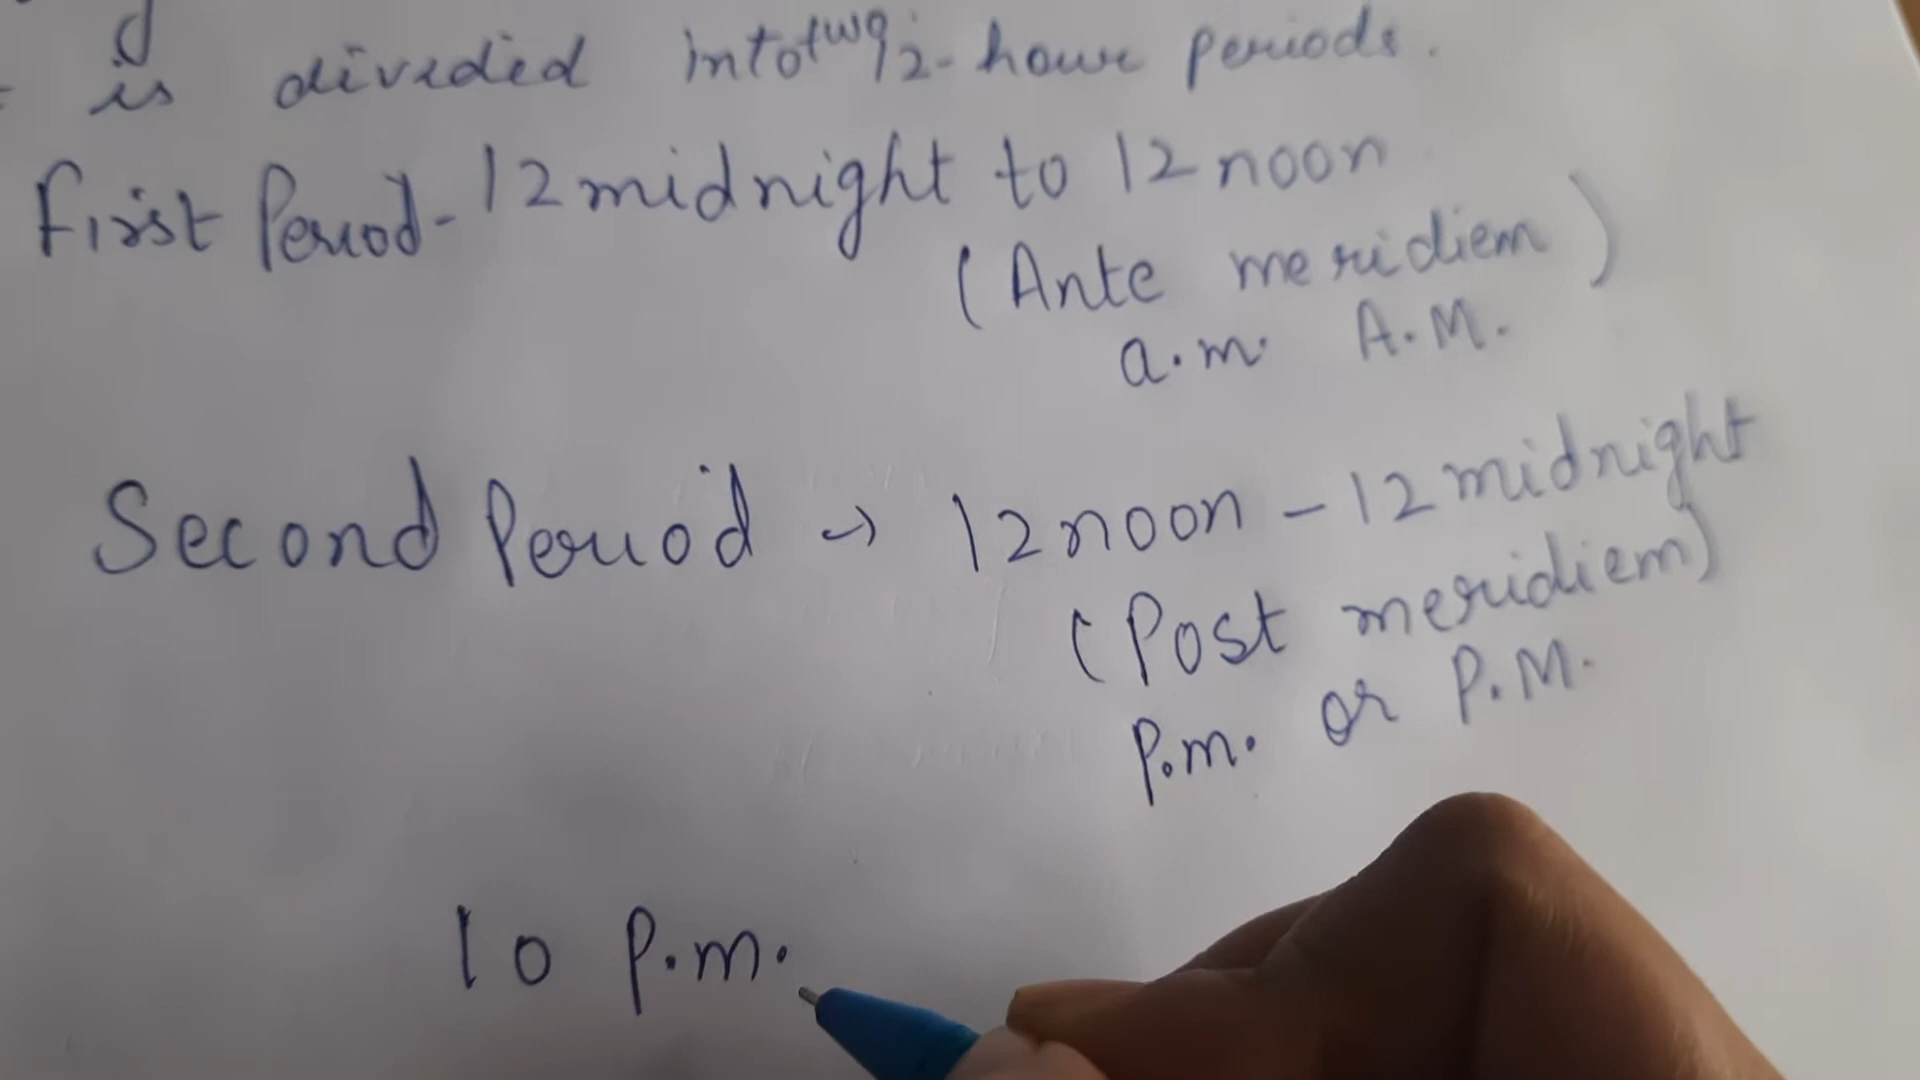 is divided into two 12-hour periods.
First Period - 12 midnight to 12 noon
(Ante meridiem)
a.m. A.M.
Second Period → 12 noon - 12 midnight
(Post meridiem)
P.m. or P.M.
10 P.m.